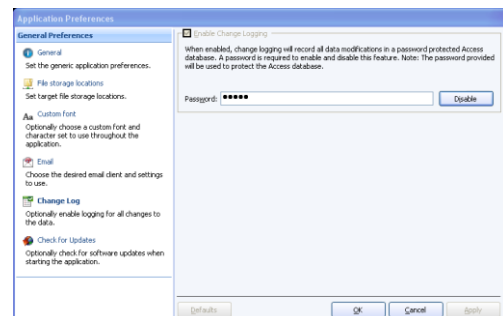 Application Preferences
General Preferences
General
Set the generic application preferences.
File storage locations
Set target file storage locations.
Aa Custom font
Optionally choose a custom font and
character set to use throughout the
application.
Email
Choose the desired email client and settings
to use.
Change Log
Optionally enable logging for all changes to
the data.
Check for Updates
Optionally check for software updates when
starting the application.
Enable Change Logging
When enabled, change logging will record all data modifications in a password protected Access
database. A password is required to enable and disable this feature. Note: The password provided
will be used to protect the Access database.
Password: ●●●●●
Disable
Defaults
OK
Cancel
Apply